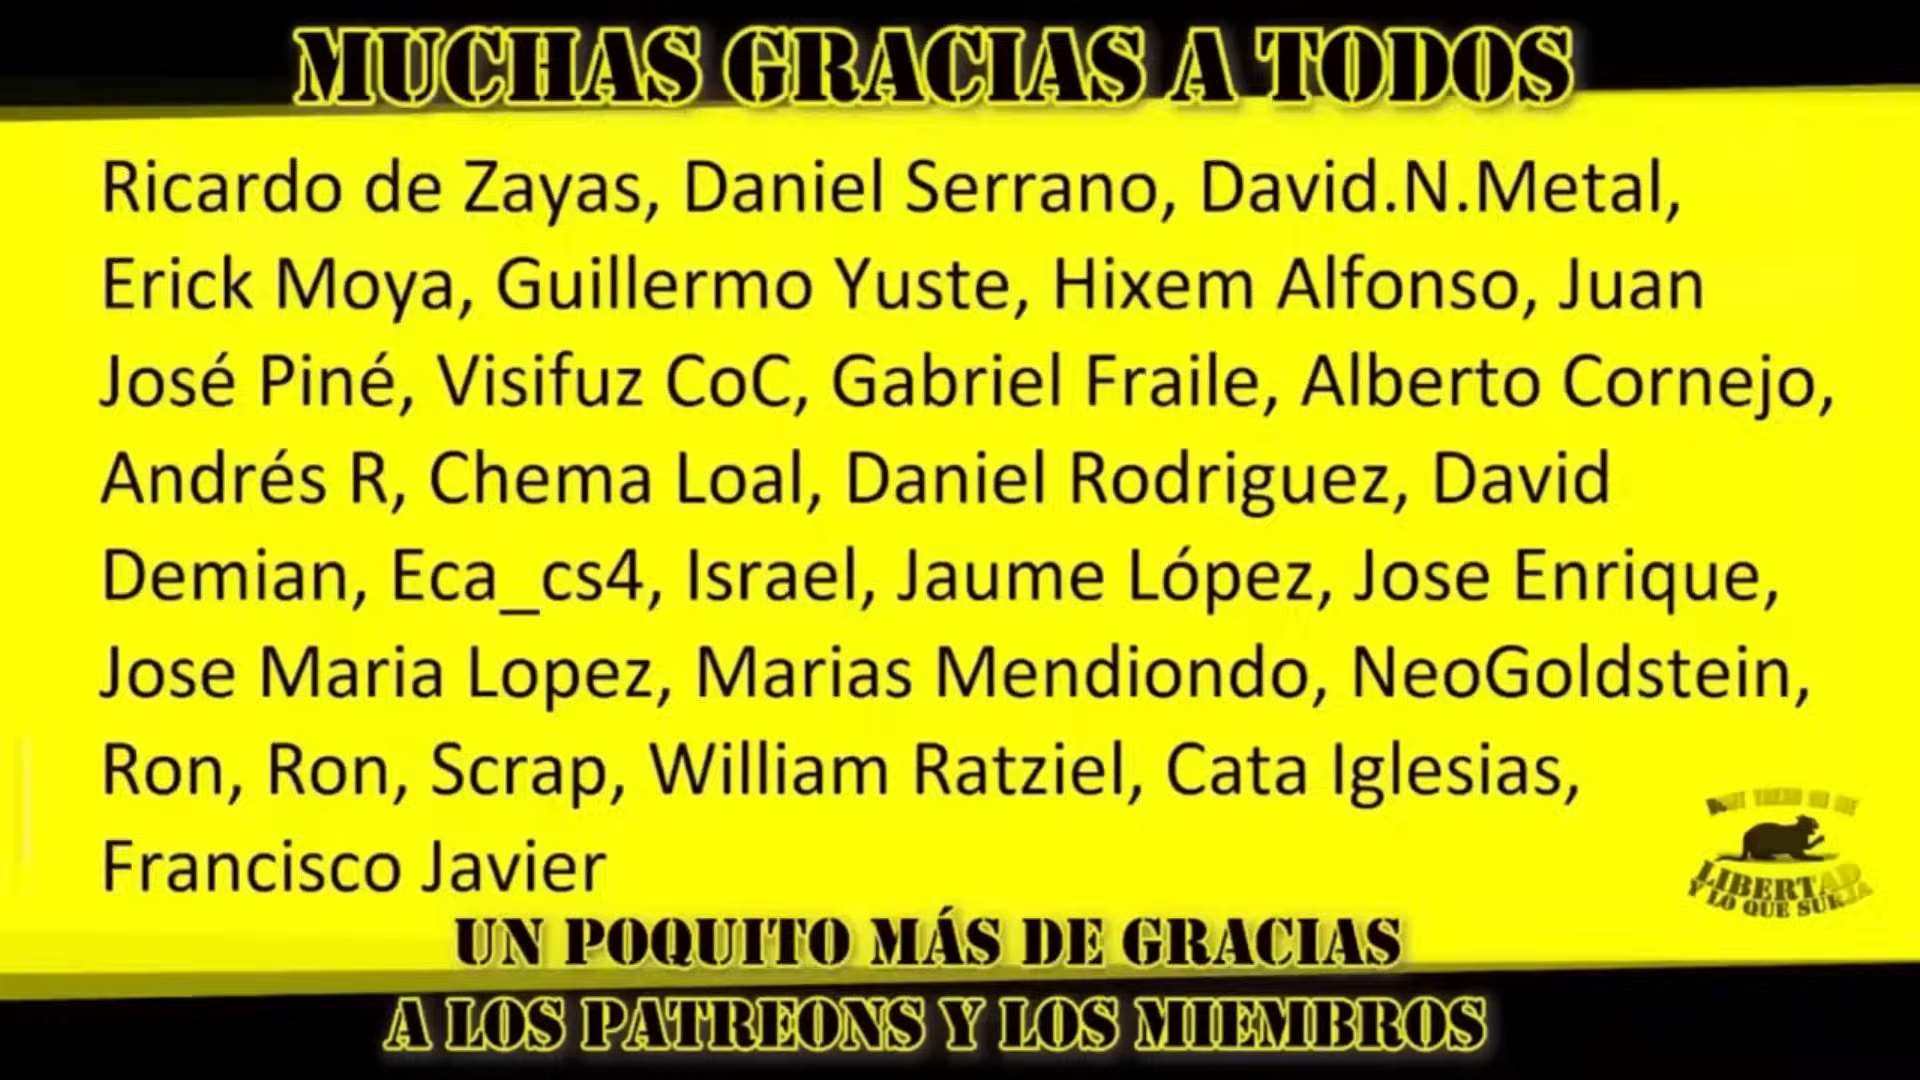 MUCHAS GRACIAS A TODOS
Ricardo de Zayas, Daniel Serrano, David.N.Metal,
Erick Moya, Guillermo Yuste, Hixem Alfonso, Juan
José Piné, Visifuz CoC, Gabriel Fraile, Alberto Cornejo,
Andrés R, Chema Loal, Daniel Rodriguez, David
Demian, Eca_cs4, Israel, Jaume López, Jose Enrique,
Jose Maria Lopez, Marias Mendiondo, NeoGoldstein,
Ron, Ron, Scrap, William Ratziel, Cata Iglesias,
Francisco Javier
LIBERTAD
Y LO QUE SURJA
UN POQUITO MÁS DE GRACIAS
A LOS PATREONS Y LOS MIEMBROS